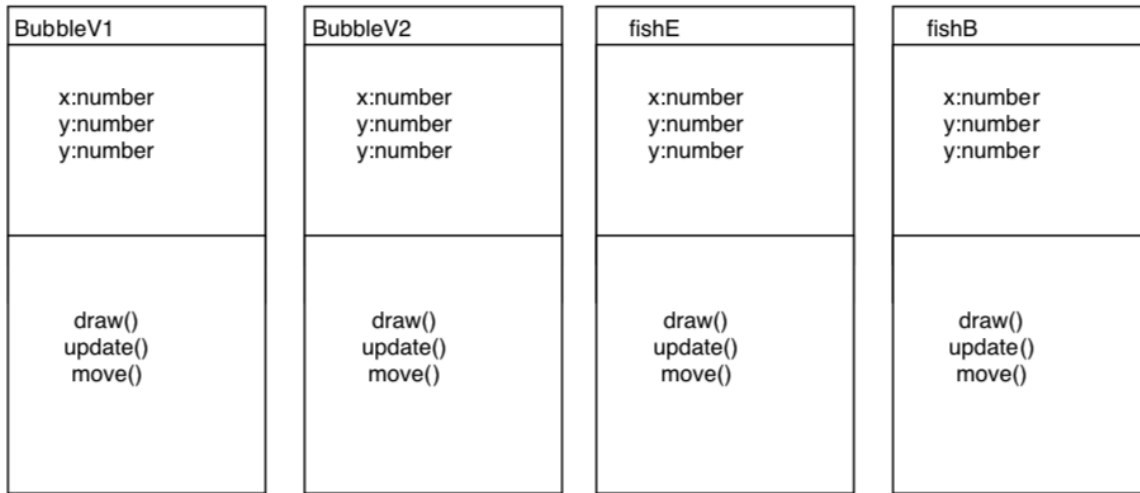 BubbleV1
x:number
y:number
y:number
draw()
update()
move()
BubbleV2
x:number
y:number
y:number
draw()
update()
move()
fishE
x:number
y:number
y:number
draw()
update()
move()
fishB
x:number
y:number
y:number
draw()
update()
move()